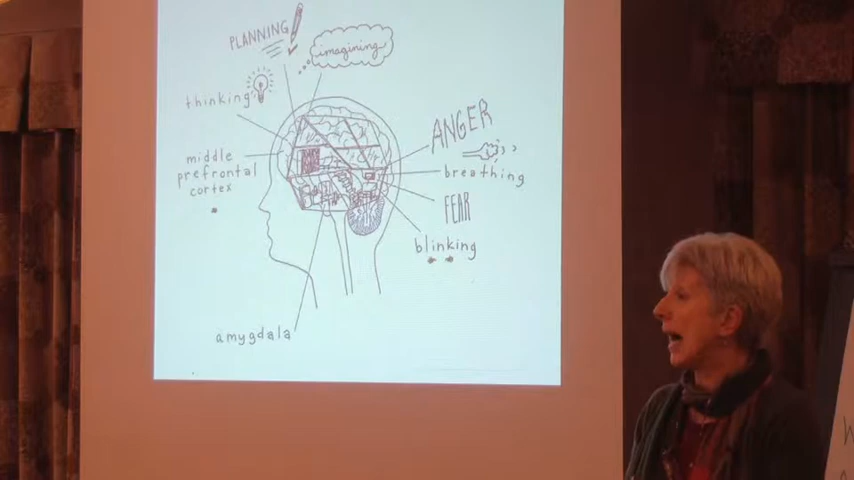 PLANNING
imagining
thinking
ANGER
middle
prefrontal
cortex
breathing
FEAR
blinking
amygdala
W